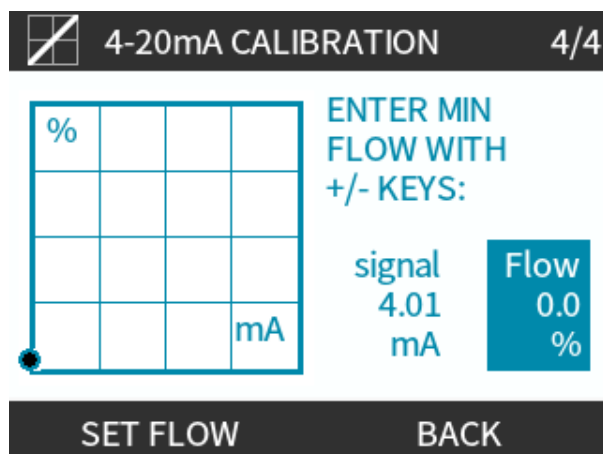 4-20mA CALIBRATION 4/4
%
mA
ENTER MIN
FLOW WITH
+/- KEYS:
signal Flow
4.01 0.0
mA %
SET FLOW BACK